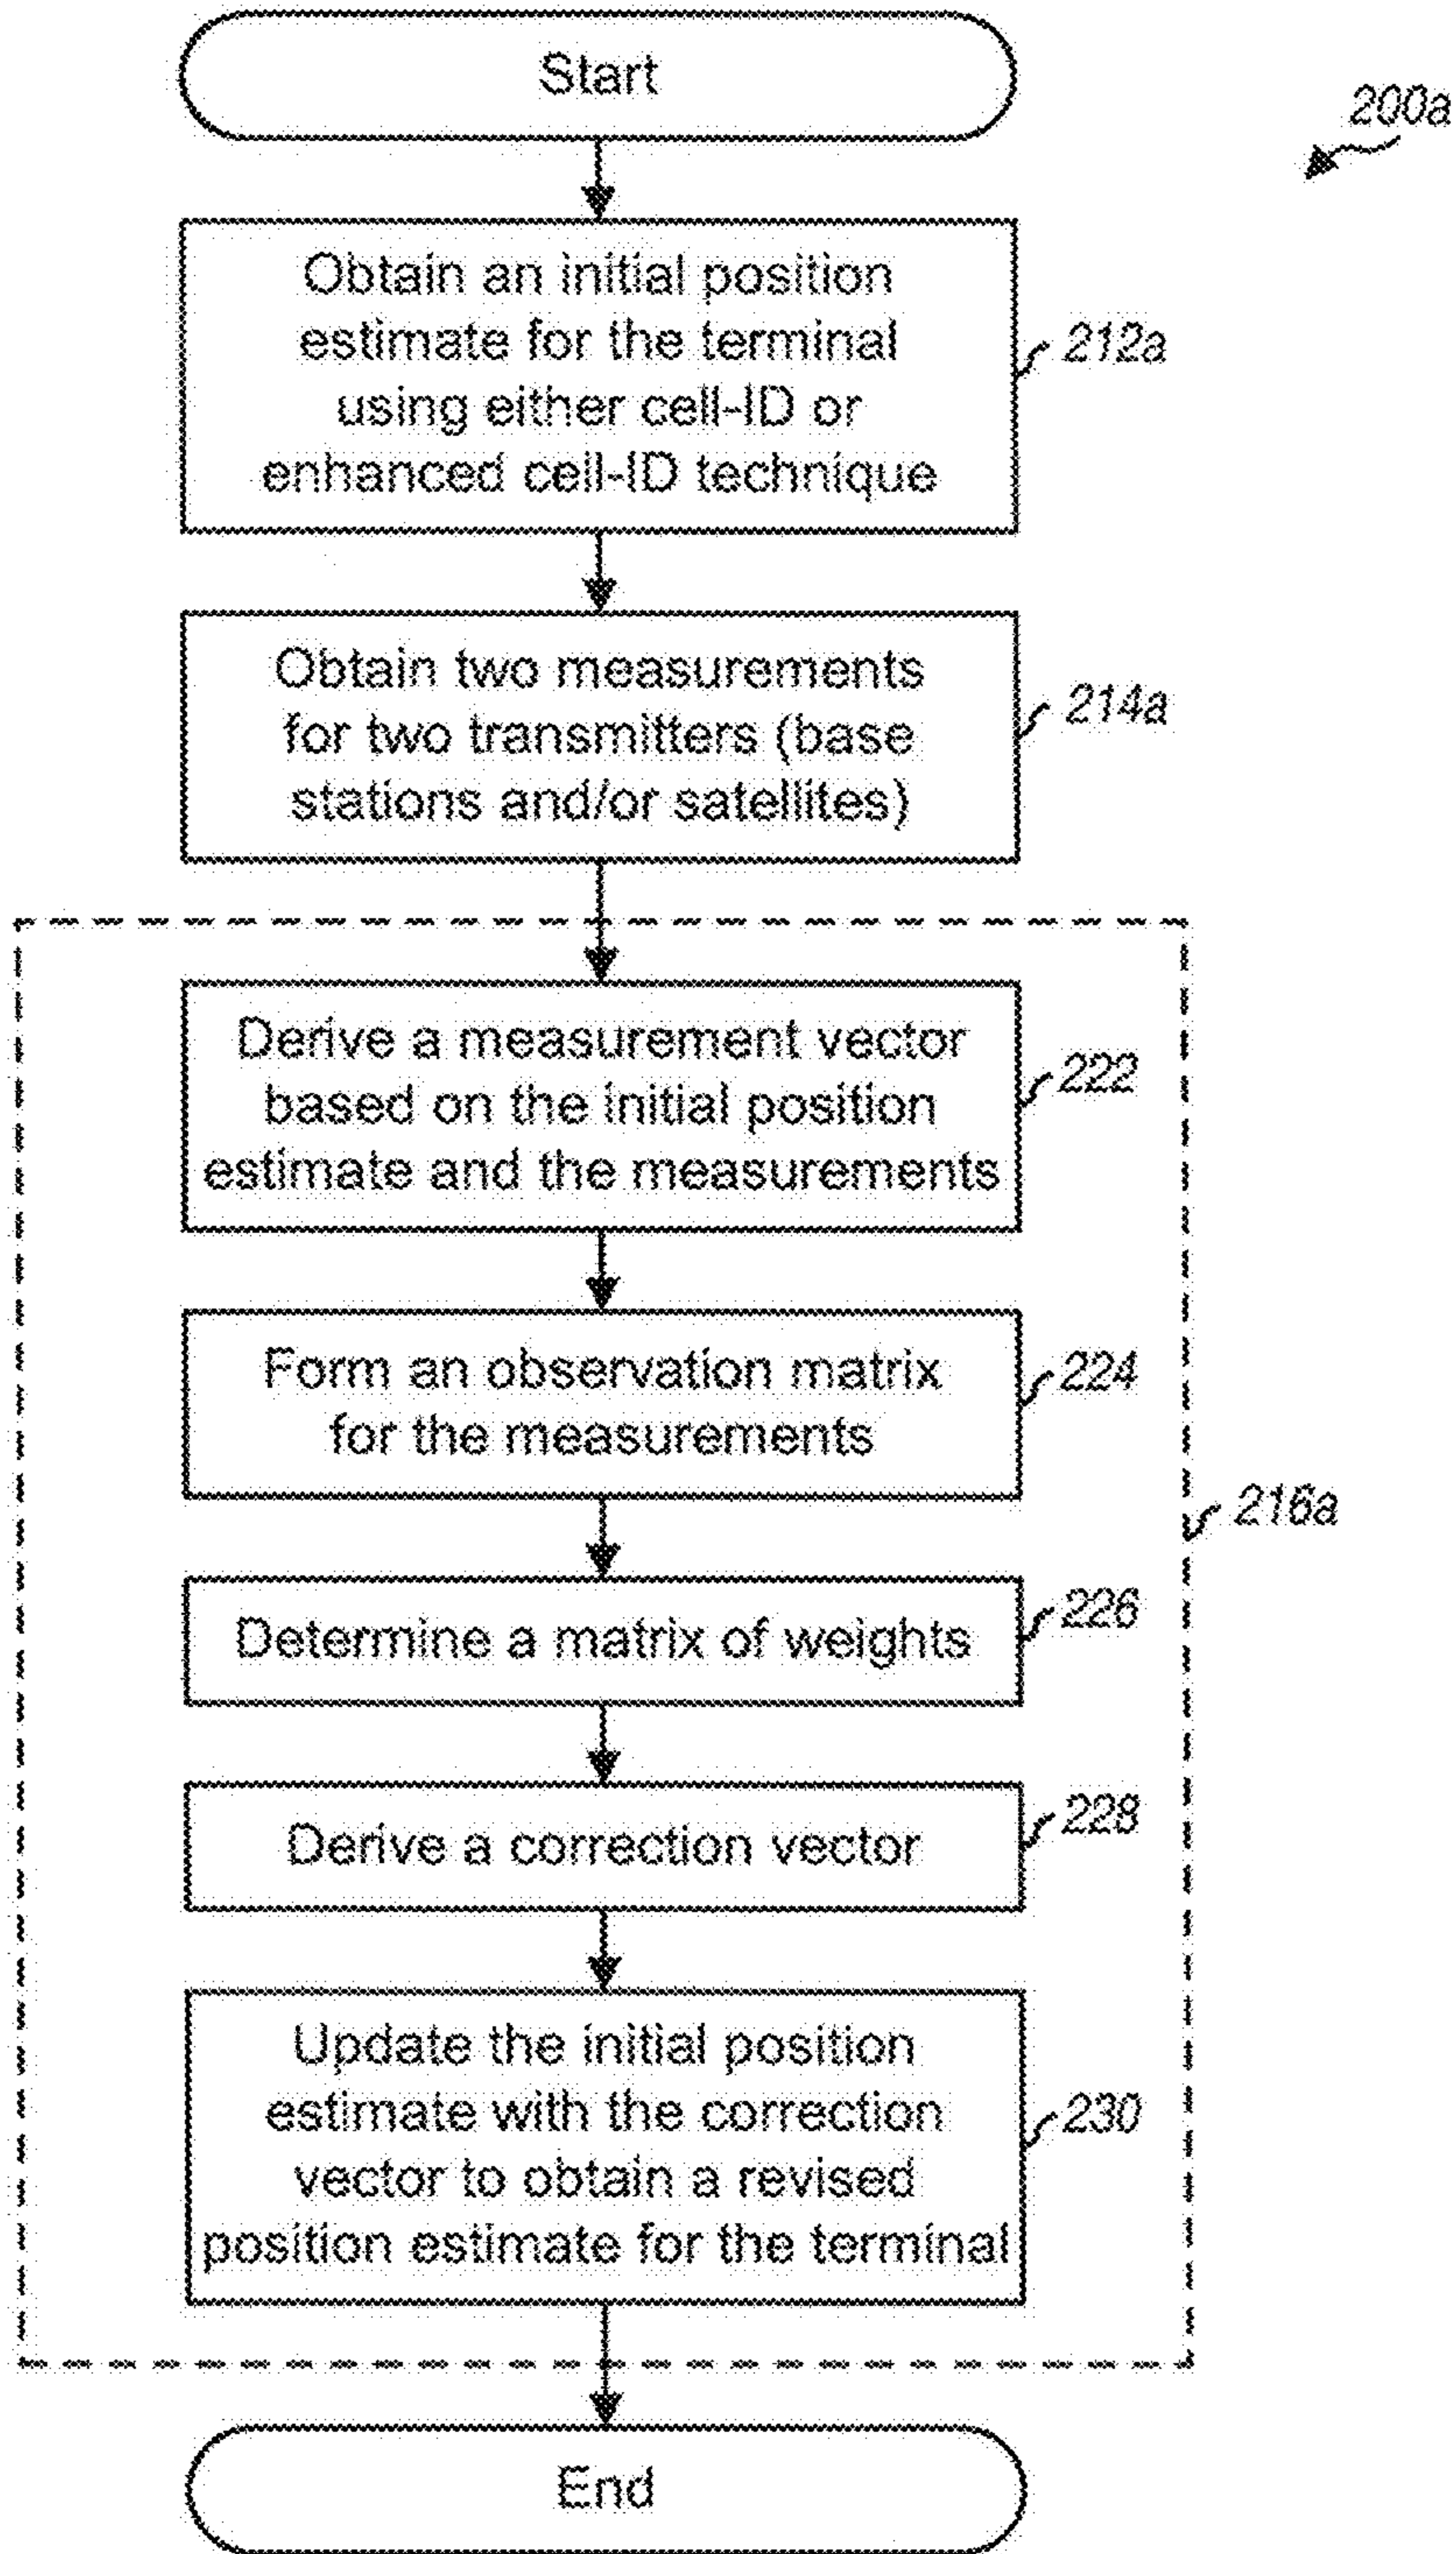 Start
200a
Obtain an initial position
estimate for the terminal
using either cell-ID or
enhanced cell-ID technique
212a
Obtain two measurements
for two transmitters (base
stations and/or satellites)
214a
Derive a measurement vector
based on the initial position
estimate and the measurements
222
Form an observation matrix
for the measurements
224
216a
Determine a matrix of weights
226
Derive a correction vector
228
Update the initial position
estimate with the correction
vector to obtain a revised
position estimate for the terminal
230
End